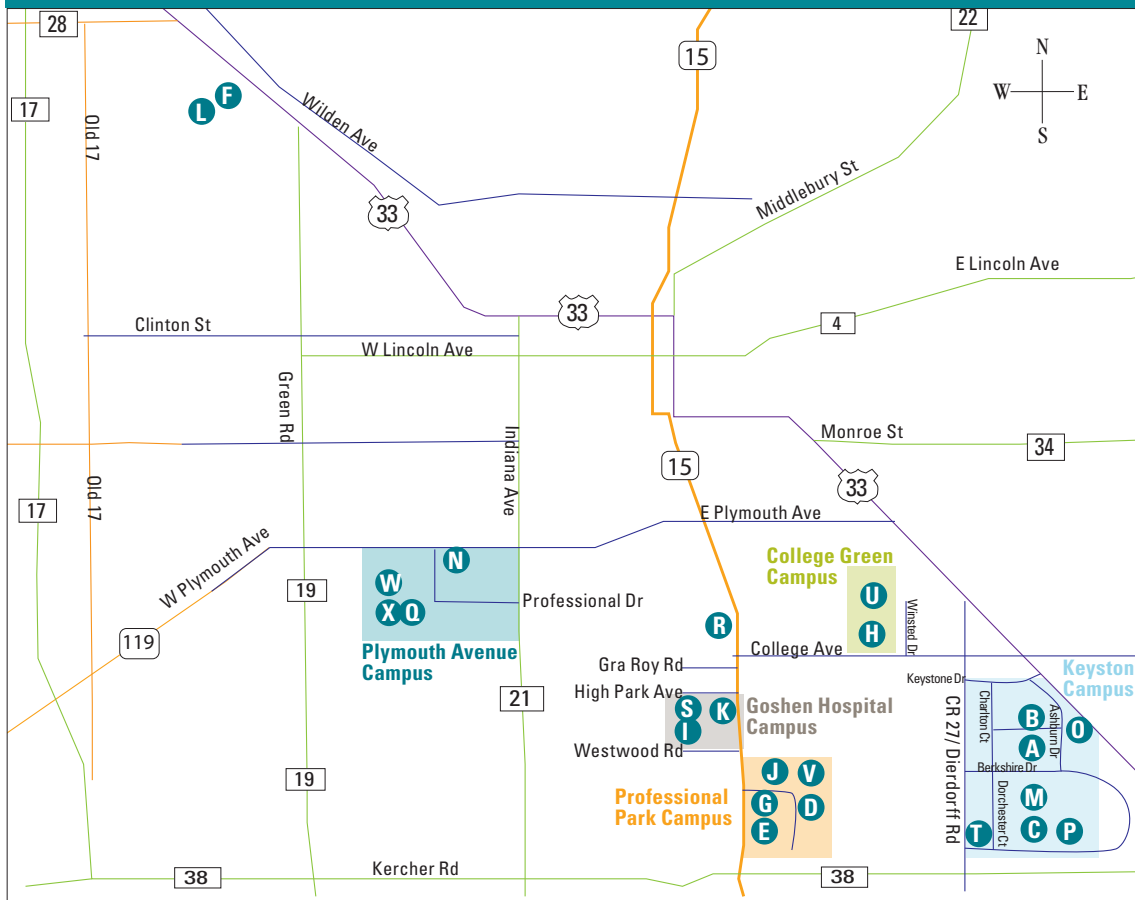 28
22
15
N
W
E
S
17
F
L
Old 17
Wilden Ave
33
Middlebury St
E Lincoln Ave
33
4
Clinton St
W Lincoln Ave
Green Rd
Indiana Ave
Monroe St
34
15
33
17
Old 17
E Plymouth Ave
W Plymouth Ave
College Green
Campus
N
W
X
Q
19
Professional Dr
U
H
Winsted Dr
R
119
Plymouth Avenue
Campus
College Ave
Gra Roy Rd
Keystone Dr
Keyston
Campus
High Park Ave
21
S
K
I
Goshen Hospital
Campus
Charlton Ct
Ashburn Dr
B
O
A
CR 27/ Dierdorff Rd
Westwood Rd
Berkshire Dr
19
J
V
Professional
Park Campus
G
D
E
M
Dorchester Ct
T
C
P
Kercher Rd
38
38